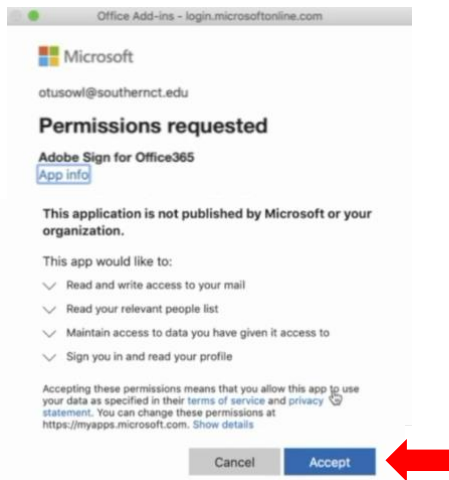 Office Add-ins - login.microsoftonline.com
Microsoft
otusowl@southernct.edu
Permissions requested
Adobe Sign for Office365
App info
This application is not published by Microsoft or your
organization.
This app would like to:
Read and write access to your mail
Read your relevant people list
Maintain access to data you have given it access to
Sign you in and read your profile
Accepting these permissions means that you allow this app to use
your data as specified in their terms of service and privacy
statement. You can change these permissions at
https://myapps.microsoft.com. Show details
Cancel Accept